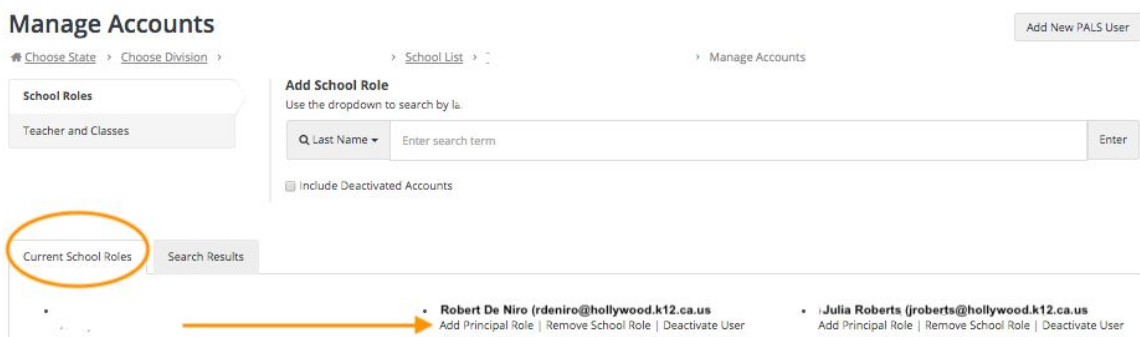 Manage Accounts
Add New PALS User
Choose State > Choose Division > > School List > > Manage Accounts
School Roles
Teacher and Classes
Add School Role
Use the dropdown to search by
Last Name
Enter search term
Enter
Include Deactivated Accounts
Current School Roles
Search Results
Robert De Niro (rdeniro@hollywood.k12.ca.us
Add Principal Role | Remove School Role | Deactivate User
Julia Roberts (jroberts@hollywood.k12.ca.us
Add Principal Role | Remove School Role | Deactivate User